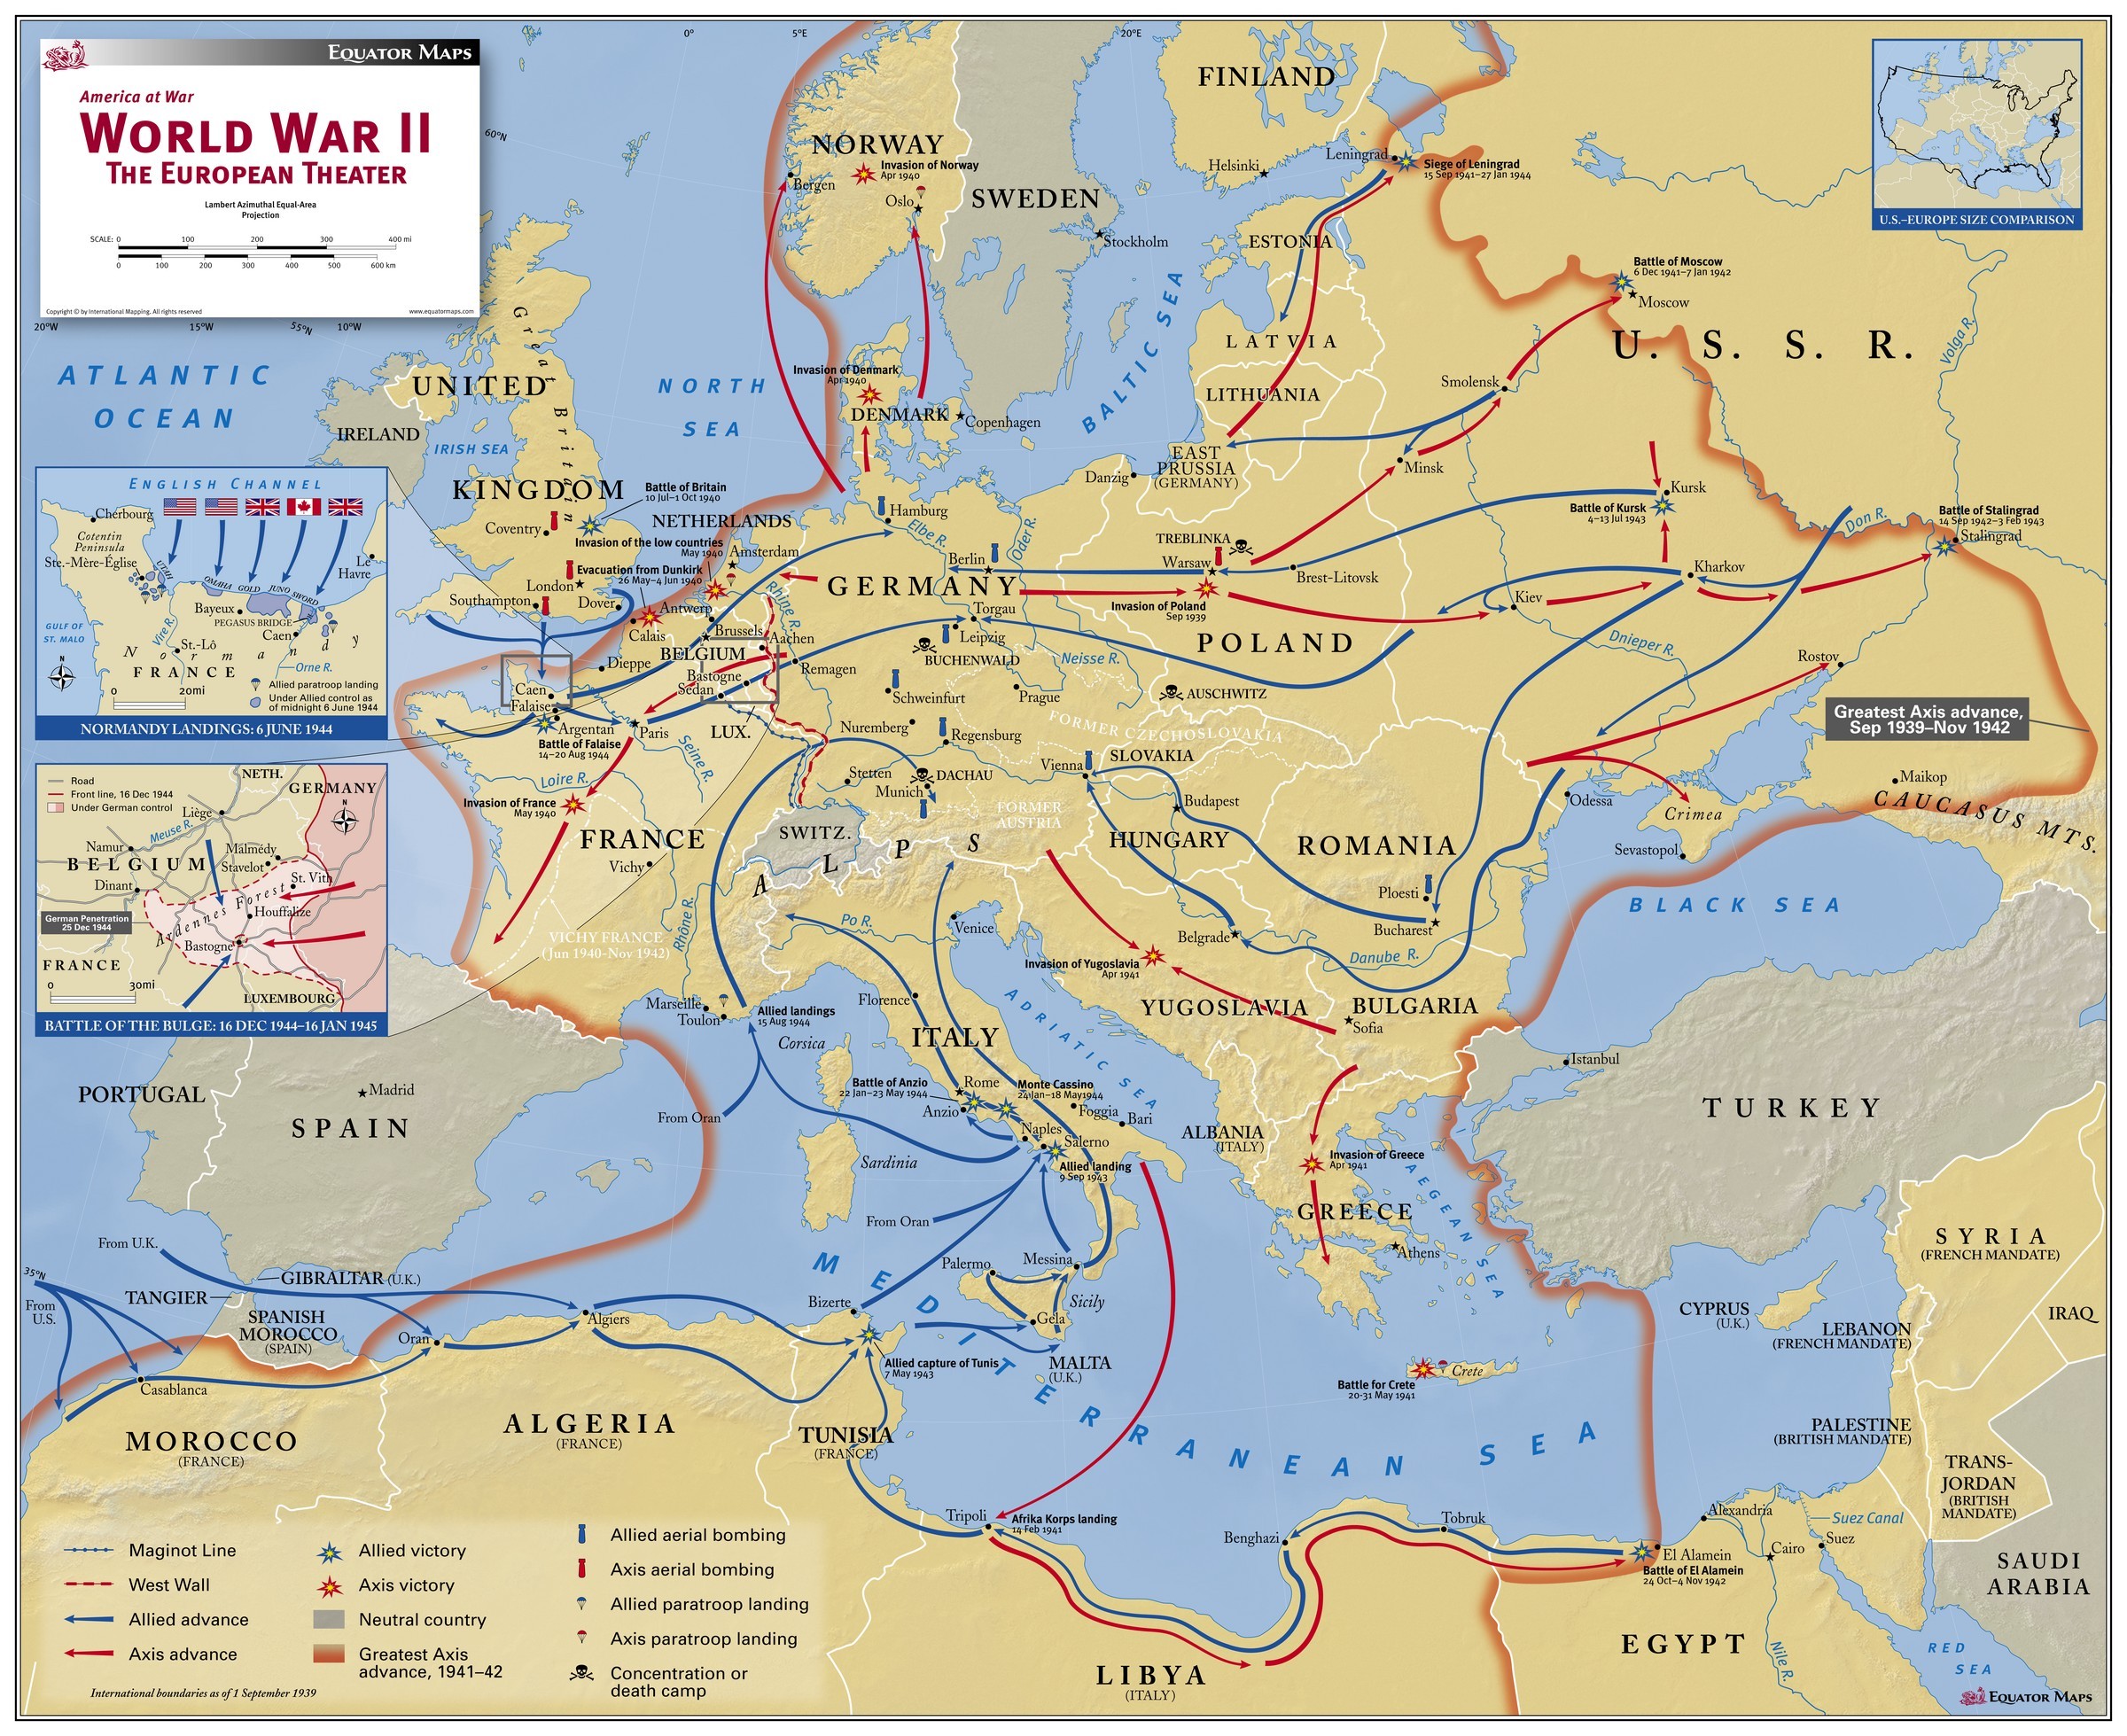 EQUATOR MAPS
America at War
WORLD WAR II
THE EUROPEAN THEATER
Lambert Azimuthal Equal-Area
Projection
SCALE: 0 100 200 300 400 mi
0 100 200 300 400 500 600 km
Copyright © by International Mapping. All rights reserved
www.equatormaps.com
0°
5°E
20°E
60°N
20°W
15°W
55°N
10°W
35°N
U.S.–EUROPE SIZE COMPARISON
FINLAND
NORWAY
Invasion of Norway
Apr 1940
Bergen
Oslo
SWEDEN
Stockholm
Helsinki
Leningrad
Siege of Leningrad
15 Sep 1941–27 Jan 1944
ESTONIA
LATVIA
LITHUANIA
BALTIC SEA
Battle of Moscow
6 Dec 1941–7 Jan 1942
Moscow
U. S. S. R.
Volga R.
ATLANTIC
OCEAN
UNITED
KINGDOM
Great Britain
IRELAND
IRISH SEA
NORTH
SEA
Invasion of Denmark
Apr 1940
DENMARK
Copenhagen
Smolensk
Minsk
EAST
PRUSSIA
(GERMANY)
Danzig
Kursk
Battle of Kursk
4–13 Jul 1943
Don R.
Battle of Stalingrad
14 Sep 1942–3 Feb 1943
Stalingrad
Battle of Britain
10 Jul–1 Oct 1940
Coventry
London
Southampton
Dover
NETHERLANDS
Invasion of the low countries
May 1940
Amsterdam
Evacuation from Dunkirk
26 May–4 Jun 1940
Antwerp
Calais
Brussels
Aachen
BELGIUM
Dieppe
Bastogne
Sedan
Remagen
LUX.
Rhine R.
Hamburg
Elbe R.
Oder R.
Berlin
GERMANY
Torgau
Leipzig
BUCHENWALD
Neisse R.
Schweinfurt
Prague
Nuremberg
Regensburg
Stetten
DACHAU
Munich
TREBLINKA
Warsaw
Brest-Litovsk
Invasion of Poland
Sep 1939
POLAND
AUSCHWITZ
Kiev
Kharkov
Dnieper R.
Rostov
Greatest Axis advance,
Sep 1939–Nov 1942
Maikop
CAUCASUS MTS.
Crimea
Sevastopol
Odessa
BLACK SEA
FORMER CZECHOSLOVAKIA
SLOVAKIA
Vienna
FORMER
AUSTRIA
Budapest
HUNGARY
ROMANIA
Ploesti
Bucharest
Belgrade
Danube R.
Caen
Falaise
Argentan
Battle of Falaise
14–20 Aug 1944
Paris
Seine R.
Loire R.
Invasion of France
May 1940
FRANCE
Vichy
VICHY FRANCE
(Jun 1940–Nov 1942)
Rhône R.
SWITZ.
ALPS
Po R.
Venice
Florence
ITALY
Marseille
Toulon
Allied landings
15 Aug 1944
Corsica
From Oran
Invasion of Yugoslavia
Apr 1941
YUGOSLAVIA
BULGARIA
Sofia
ADRIATIC SEA
Battle of Anzio
22 Jan–23 May 1944
Rome
Anzio
Monte Cassino
24 Jan–18 May 1944
Foggia
Bari
Naples
Salerno
Allied landing
9 Sep 1943
Sardinia
From Oran
ALBANIA
(ITALY)
Invasion of Greece
Apr 1941
GREECE
Athens
AEGEAN SEA
Istanbul
TURKEY
PORTUGAL
SPAIN
Madrid
From U.K.
GIBRALTAR (U.K.)
From
U.S.
TANGIER
SPANISH
MOROCCO
(SPAIN)
Oran
Algiers
Casablanca
MOROCCO
(FRANCE)
ALGERIA
(FRANCE)
Bizerte
Allied capture of Tunis
7 May 1943
TUNISIA
(FRANCE)
Palermo
Messina
Sicily
Gela
MALTA
(U.K.)
MEDITERRANEAN SEA
Battle for Crete
20-31 May 1941
Crete
CYPRUS
(U.K.)
SYRIA
(FRENCH MANDATE)
LEBANON
(FRENCH MANDATE)
IRAQ
PALESTINE
(BRITISH MANDATE)
TRANS-
JORDAN
(BRITISH
MANDATE)
SAUDI
ARABIA
Tripoli
Afrika Korps landing
14 Feb 1941
Benghazi
Tobruk
Alexandria
Suez Canal
Suez
Cairo
El Alamein
Battle of El Alamein
24 Oct–4 Nov 1942
LIBYA
(ITALY)
EGYPT
Nile R.
RED
SEA
EQUATOR MAPS
ENGLISH CHANNEL
Cherbourg
Cotentin
Peninsula
Ste.-Mère-Église
UTAH
OMAHA
GOLD
JUNO
SWORD
Le
Havre
Bayeux
PEGASUS BRIDGE
Caen
GULF OF
ST. MALO
Vire R.
St.-Lô
Normandy
FRANCE
Orne R.
N
0 20mi
Allied paratroop landing
Under Allied control as
of midnight 6 June 1944
NORMANDY LANDINGS: 6 JUNE 1944
Road
Front line, 16 Dec 1944
Under German control
NETH.
GERMANY
N
Liège
Meuse R.
Namur
BELGIUM
Malmédy
Stavelot
Dinant
St. Vith
Ardennes Forest
Houffalize
German Penetration
25 Dec 1944
Bastogne
FRANCE
0 30mi
LUXEMBOURG
BATTLE OF THE BULGE: 16 DEC 1944–16 JAN 1945
Maginot Line
West Wall
Allied advance
Axis advance
Allied victory
Axis victory
Neutral country
Greatest Axis
advance, 1941–42
Allied aerial bombing
Axis aerial bombing
Allied paratroop landing
Axis paratroop landing
Concentration or
death camp
International boundaries as of 1 September 1939